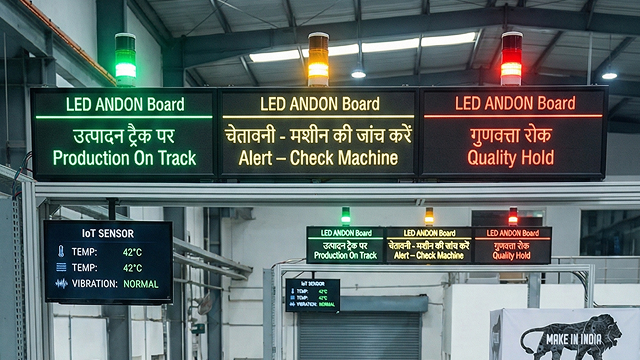 LED ANDON Board
उत्पादन ट्रैक पर
Production On Track
LED ANDON Board
चेतावनी - मशीन की जांच करें
Alert – Check Machine
LED ANDON Board
गुणवत्ता रोक
Quality Hold
IoT SENSOR
TEMP: 42°C
TEMP: 42°C
VIBRATION: NORMAL
LED ANDON Board
उत्पादन ट्रैक पर
Production On Track
LED ANDON Board
चेतावनी - मशीन की जांच करें
Alert – Check Machine
LED ANDON Board
गुणवत्ता रोक
Quality Hold
IoT SENSOR
TEMP: 42°C
TEMP: 42°C
VIBRATION: NORMAL
MAKE IN INDIA